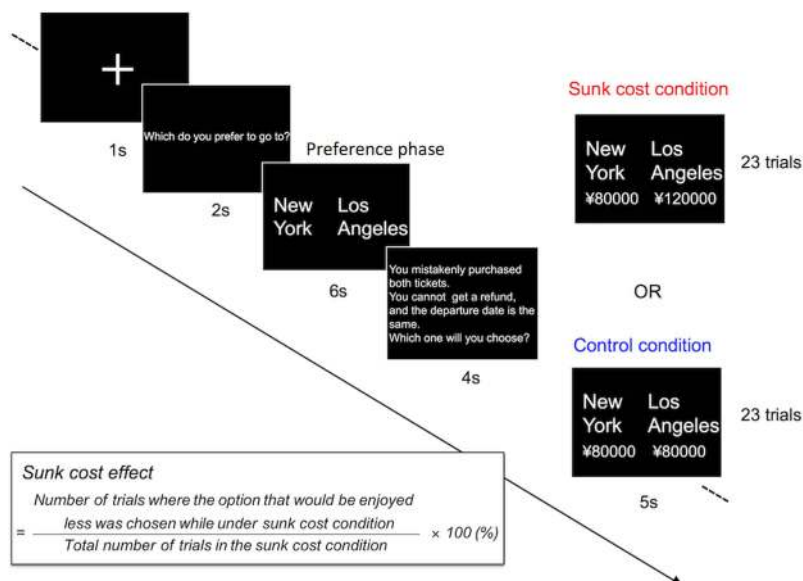 1s
Which do you prefer to go to?
2s
Preference phase
New Los
York Angeles
6s
You mistakenly purchased
both tickets.
You cannot get a refund,
and the departure date is the
same.
Which one will you choose?
4s
Sunk cost condition
New Los
York Angeles
¥80000 ¥120000
23 trials
OR
Control condition
New Los
York Angeles
¥80000 ¥80000
23 trials
5s
Sunk cost effect
Number of trials where the option that would be enjoyed
less was chosen while under sunk cost condition
= × 100 (%)
Total number of trials in the sunk cost condition